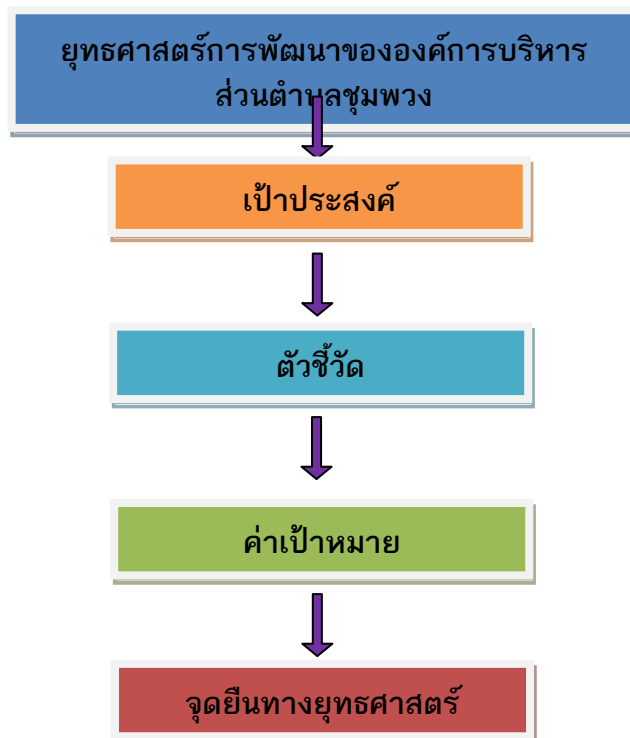 ยุทธศาสตร์การพัฒนาขององค์การบริหาร
ส่วนตำบลชุมพวง
เป้าประสงค์
ตัวชี้วัด
ค่าเป้าหมาย
จุดยืนทางยุทธศาสตร์